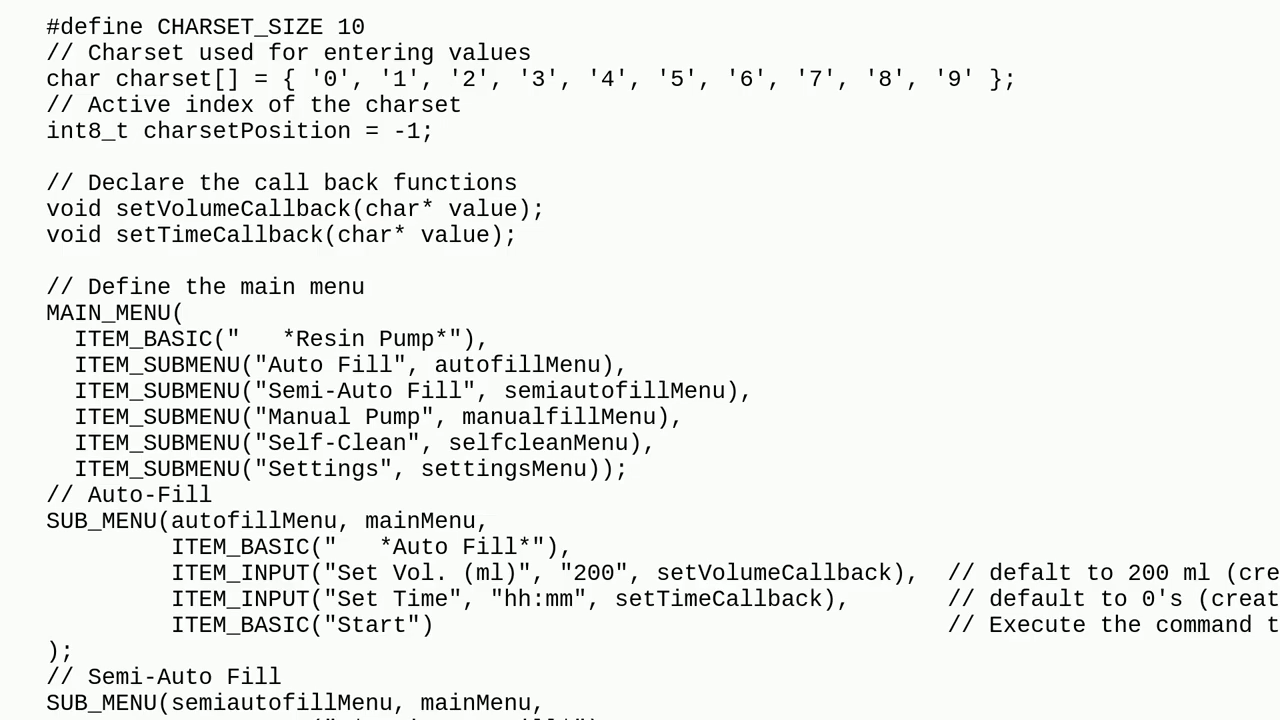 #define CHARSET_SIZE 10
// Charset used for entering values
char charset[] = { '0', '1', '2', '3', '4', '5', '6', '7', '8', '9' };
// Active index of the charset
int8_t charsetPosition = -1;

// Declare the call back functions
void setVolumeCallback(char* value);
void setTimeCallback(char* value);

// Define the main menu
MAIN_MENU(
  ITEM_BASIC("   *Resin Pump*"),
  ITEM_SUBMENU("Auto Fill", autofillMenu),
  ITEM_SUBMENU("Semi-Auto Fill", semiautofillMenu),
  ITEM_SUBMENU("Manual Pump", manualfillMenu),
  ITEM_SUBMENU("Self-Clean", selfcleanMenu),
  ITEM_SUBMENU("Settings", settingsMenu));
// Auto-Fill
SUB_MENU(autofillMenu, mainMenu,
         ITEM_BASIC("   *Auto Fill*"),
         ITEM_INPUT("Set Vol. (ml)", "200", setVolumeCallback),  // defalt to 200 ml (cre
         ITEM_INPUT("Set Time", "hh:mm", setTimeCallback),       // default to 0's (creat
         ITEM_BASIC("Start")                                     // Execute the command t
);
// Semi-Auto Fill
SUB_MENU(semiautofillMenu, mainMenu,